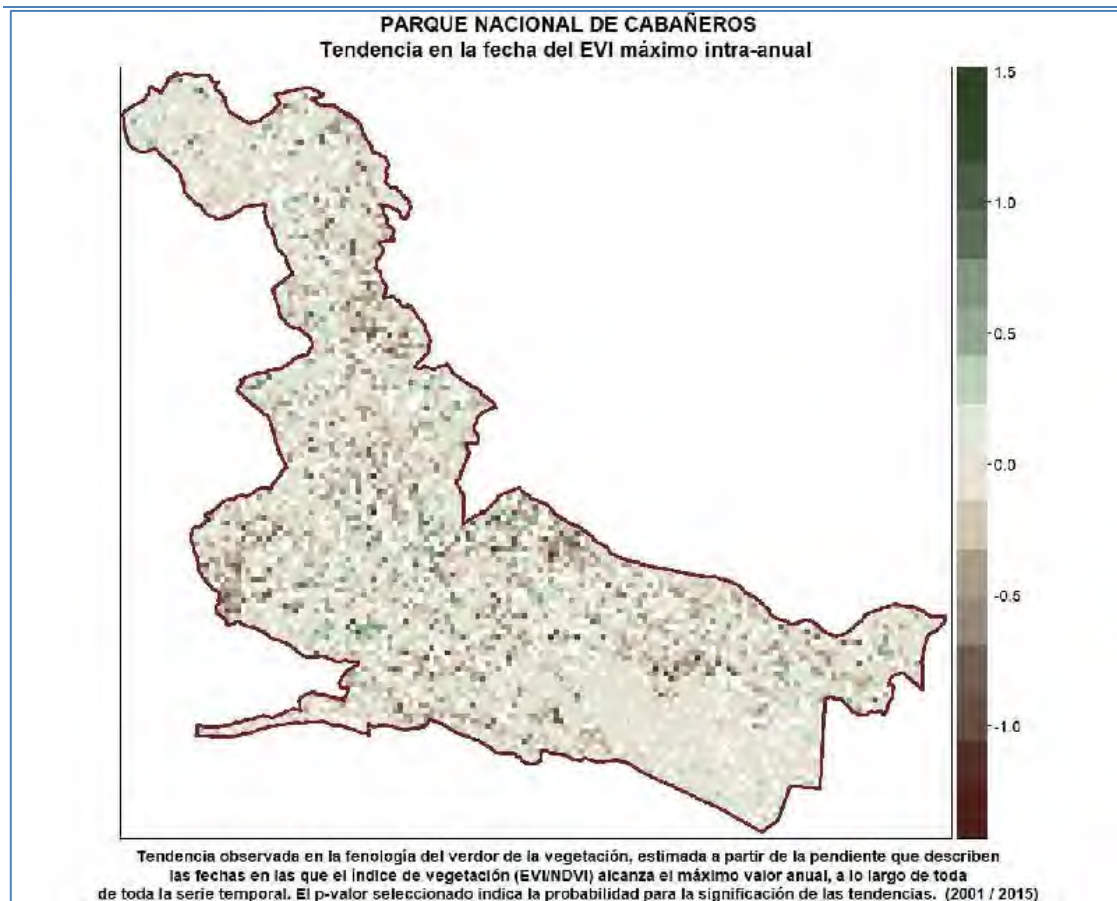 PARQUE NACIONAL DE CABAÑEROS
Tendencia en la fecha del EVI máximo intra-anual
1.5
1.0
0.5
0.0
-0.5
-1.0
Tendencia observada en la fenología del verdor de la vegetación, estimada a partir de la pendiente que describen
las fechas en las que el índice de vegetación (EVI/NDVI) alcanza el máximo valor anual, a lo largo de toda
de toda la serie temporal. El p-valor seleccionado indica la probabilidad para la significación de las tendencias. (2001 / 2015)